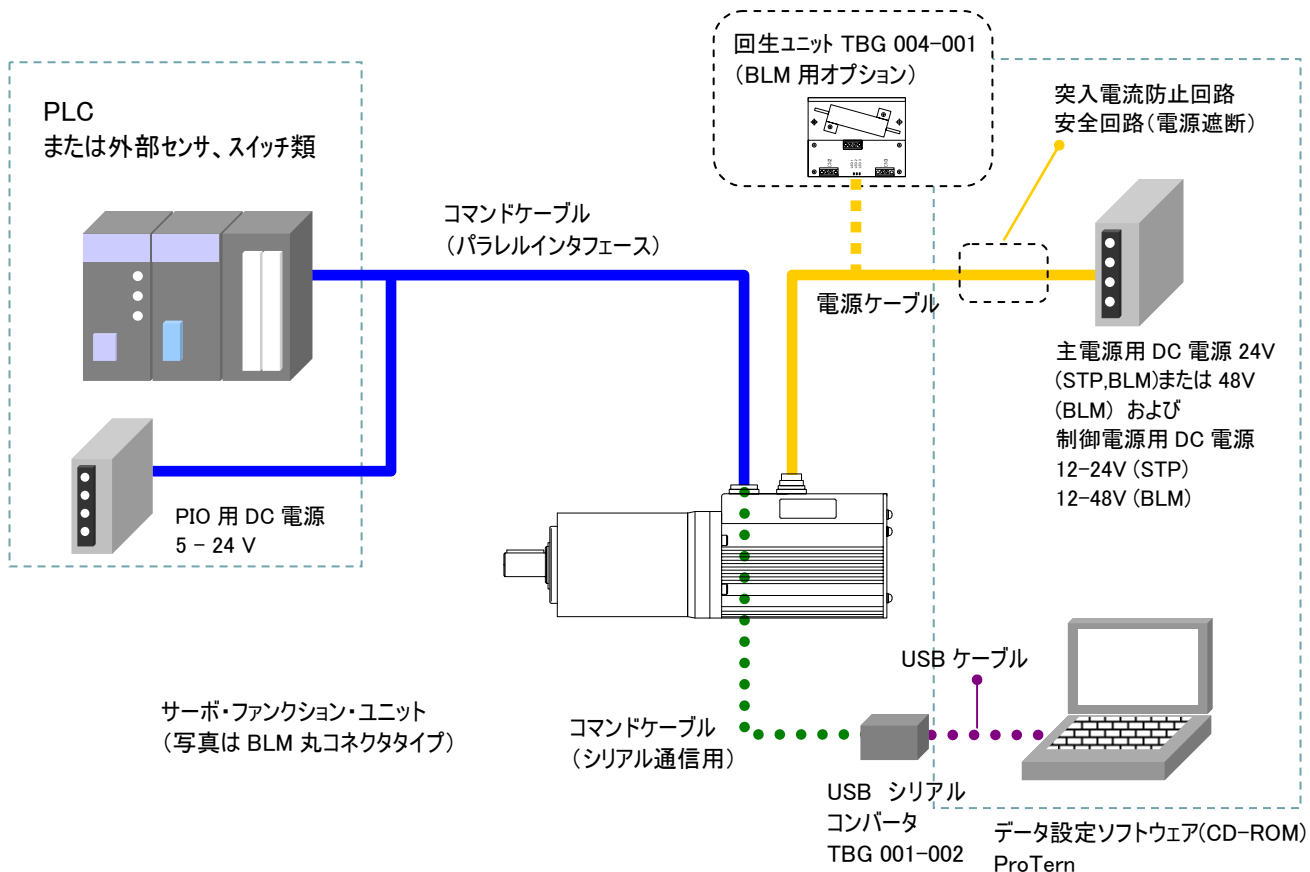 回生ユニット TBG 004-001
(BLM 用オプション)
突入電流防止回路
安全回路(電源遮断)
PLC
または外部センサ、スイッチ類
コマンドケーブル
(パラレルインタフェース)
電源ケーブル
主電源用 DC 電源 24V
(STP,BLM)または 48V
(BLM) および
制御電源用 DC 電源
12-24V (STP)
12-48V (BLM)
PIO 用 DC 電源
5 - 24 V
USB ケーブル
サーボ・ファンクション・ユニット
(写真は BLM 丸コネクタタイプ)
コマンドケーブル
(シリアル通信用)
USB シリアル
コンバータ
TBG 001-002
データ設定ソフトウェア(CD-ROM)
ProTern